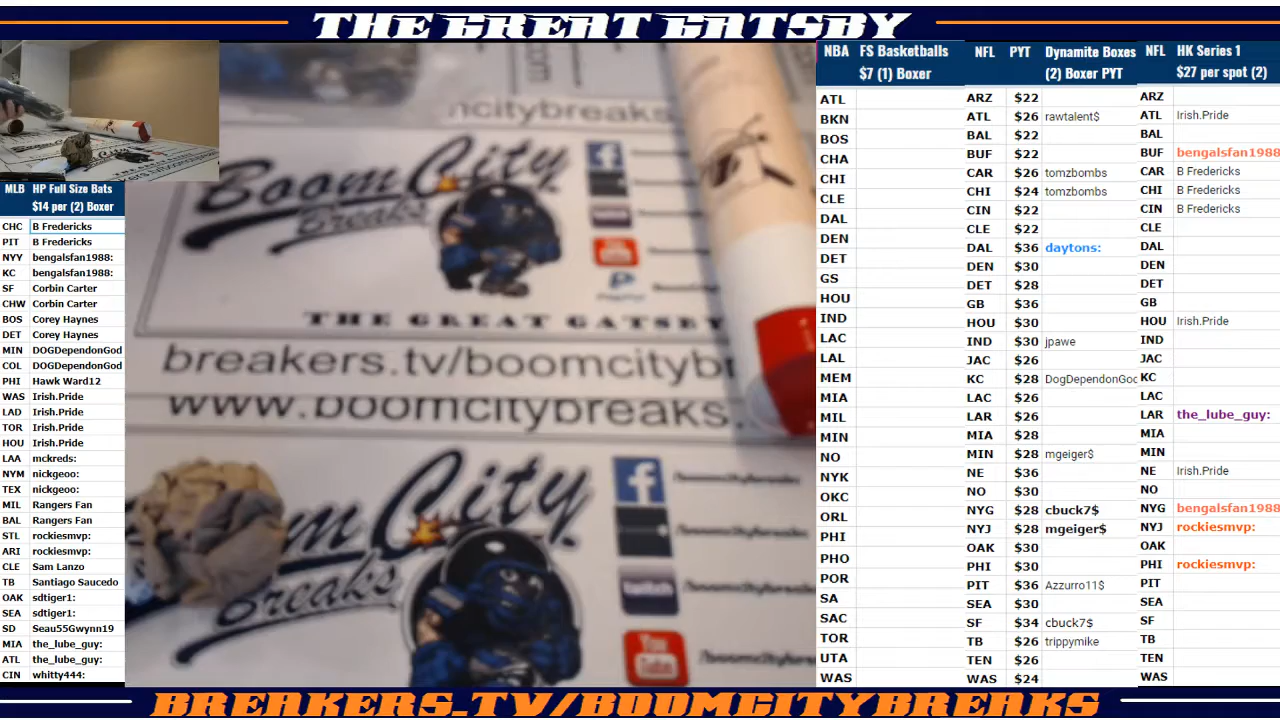 THE GREAT GATSBY
MLB HP Full Size Bats
$14 per (2) Boxer
CHC B Fredericks
PIT B Fredericks
NYY bengalsfan1988:
KC bengalsfan1988:
SF Corbin Carter
CHW Corbin Carter
BOS Corey Haynes
DET Corey Haynes
MIN DOGDependonGod
COL DOGDependonGod
PHI Hawk Ward12
WAS Irish.Pride
LAD Irish.Pride
TOR Irish.Pride
HOU Irish.Pride
LAA mckreds:
NYM nickgeoo:
TEX nickgeoo:
MIL Rangers Fan
BAL Rangers Fan
STL rockiesmvp:
ARI rockiesmvp:
CLE Sam Lanzo
TB Santiago Saucedo
OAK sdtiger1:
SEA sdtiger1:
SD Seau55Gwynn19
MIA the_lube_guy:
ATL the_lube_guy:
CIN whitty444:
mcitybreaks
Boom City
THE GREAT GATSBY
breakers.tv/boomcityb
www.boomcitybreaks.
m City
Breaks
twitch
You
Tube
NBA FS Basketballs
$7 (1) Boxer
ATL
BKN
BOS
CHA
CHI
CLE
DAL
DEN
DET
GS
HOU
IND
LAC
LAL
MEM
MIA
MIL
MIN
NO
NYK
OKC
ORL
PHI
PHO
POR
SA
SAC
TOR
UTA
WAS
NFL PYT Dynamite Boxes
(2) Boxer PYT
ARZ $22
ATL $26 rawtalent$
BAL $22
BUF $22
CAR $26 tomzbombs
CHI $24 tomzbombs
CIN $22
CLE $22
DAL $36 daytons:
DEN $30
DET $28
GB $36
HOU $30
IND $30 jpawe
JAC $26
KC $28 DogDependonGod
LAC $26
LAR $26
MIA $28
MIN $28 mgeiger$
NE $36
NO $30
NYG $28 cbuck7$
NYJ $28 mgeiger$
OAK $30
PHI $30
PIT $36 Azzurro11$
SEA $30
SF $34 cbuck7$
TB $26 trippymike
TEN $26
WAS $24
NFL HK Series 1
$27 per spot (2)
ARZ
ATL Irish.Pride
BAL
BUF bengalsfan1988
CAR B Fredericks
CHI B Fredericks
CIN B Fredericks
CLE
DAL
DEN
DET
GB
HOU Irish.Pride
IND
JAC
KC
LAC
LAR the_lube_guy:
MIA
MIN
NE Irish.Pride
NO
NYG bengalsfan1988
NYJ rockiesmvp:
OAK
PHI rockiesmvp:
PIT
SEA
SF
TB
TEN
WAS
BREAKERS.TV/BOOMCITYBREAKS